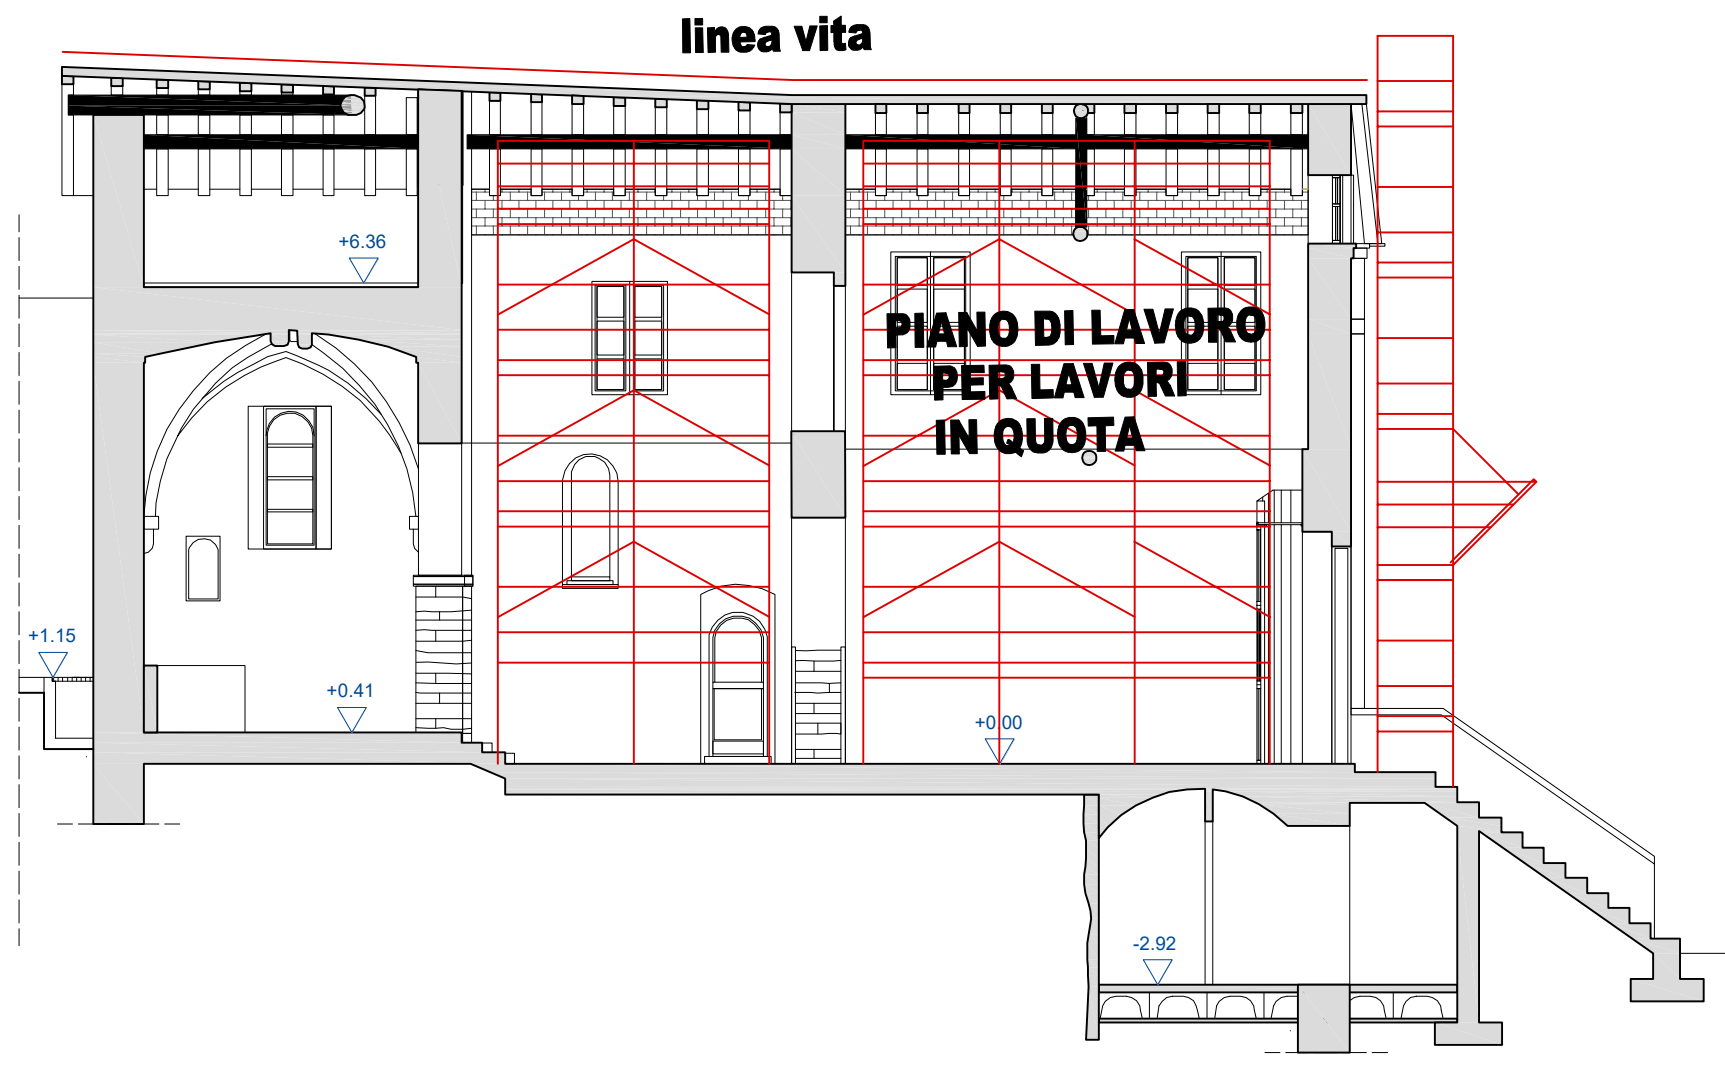 linea vita
+6.36
PIANO DI LAVORO
PER LAVORI
IN QUOTA
+1.15
+0.41
+0.00
-2.92